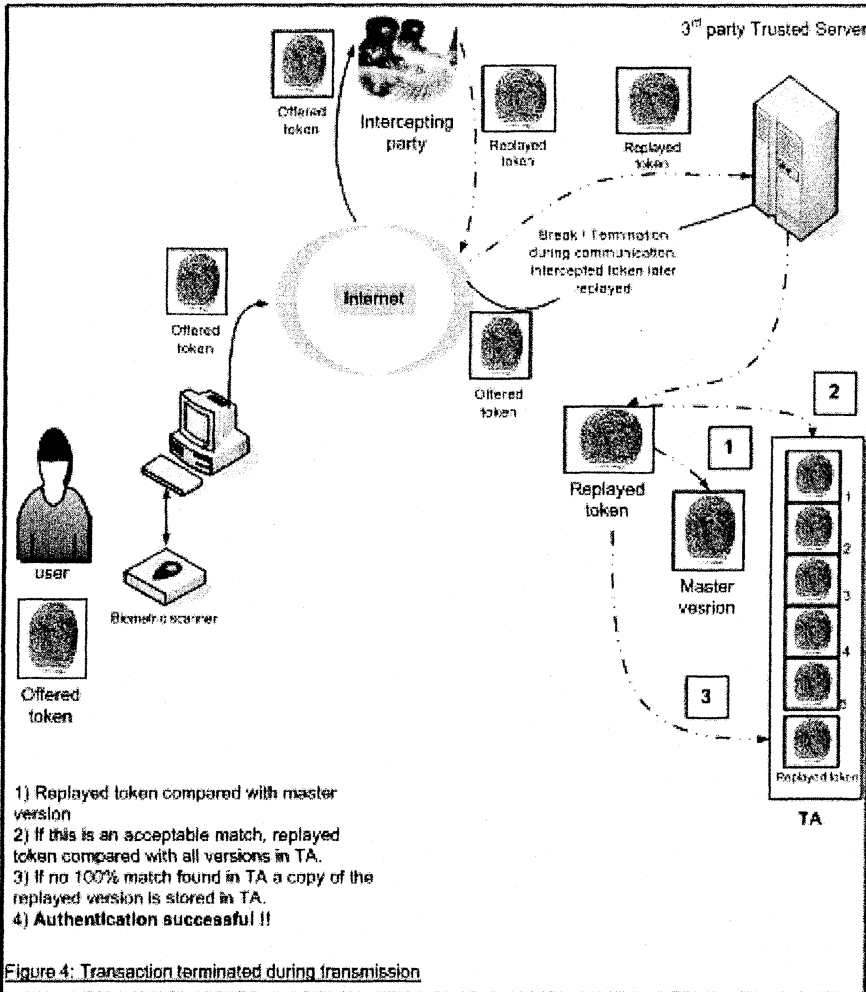 3rd party Trusted Server
Offered
token
Intercepting
party
Replayed
token
Replayed
token
Break / Termination
during communication.
Intercepted token later
replayed
Internet
Offered
token
Offered
token
2
1
Replayed
token
1
2
3
4
5
Master
vesrion
user
Biometric scanner
Offered
token
3
Replayed token
TA
1) Replayed token compared with master
version
2) If this is an acceptable match, replayed
token compared with all versions in TA.
3) If no 100% match found in TA a copy of the
replayed version is stored in TA.
4) Authentication successful !!
Figure 4: Transaction terminated during transmission